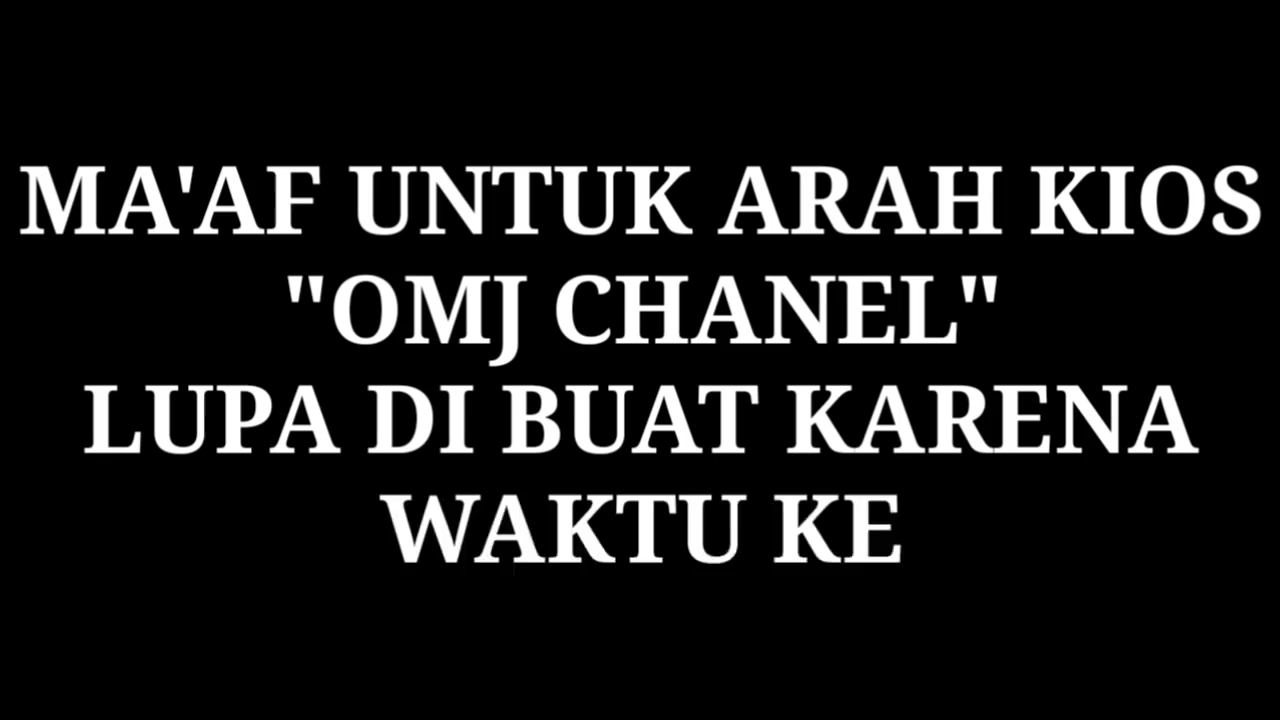 MA'AF UNTUK ARAH KIOS
"OMJ CHANEL"
LUPA DI BUAT KARENA
WAKTU KE